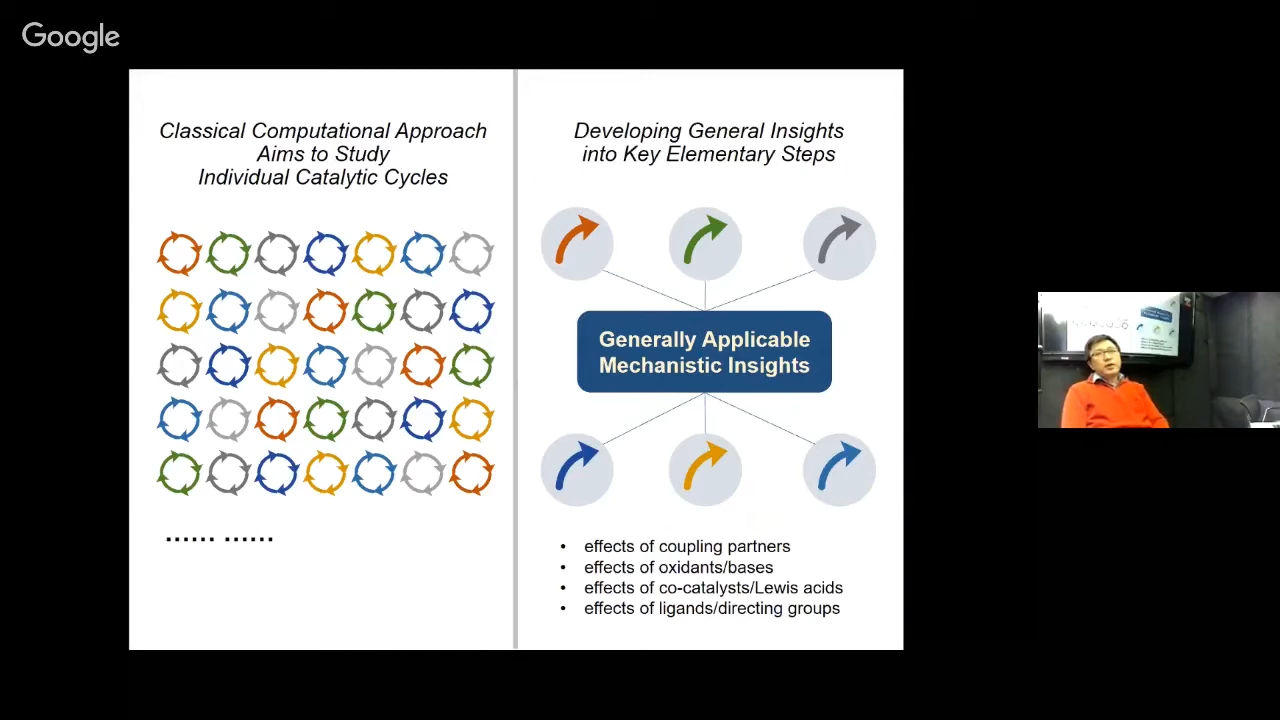 Google
Classical Computational Approach
Aims to Study
Individual Catalytic Cycles
...... ......
Developing General Insights
into Key Elementary Steps
Generally Applicable
Mechanistic Insights
• effects of coupling partners
• effects of oxidants/bases
• effects of co-catalysts/Lewis acids
• effects of ligands/directing groups